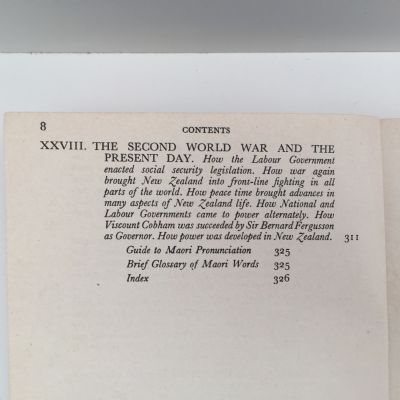 8
CONTENTS
XXVIII. THE SECOND WORLD WAR AND THE
PRESENT DAY. How the Labour Government
enacted social security legislation. How war again
brought New Zealand into front-line fighting in all
parts of the world. How peace time brought advances in
many aspects of New Zealand life. How National and
Labour Governments came to power alternately. How
Viscount Cobham was succeeded by Sir Bernard Fergusson
as Governor. How power was developed in New Zealand. 311
Guide to Maori Pronunciation 325
Brief Glossary of Maori Words 325
Index 326